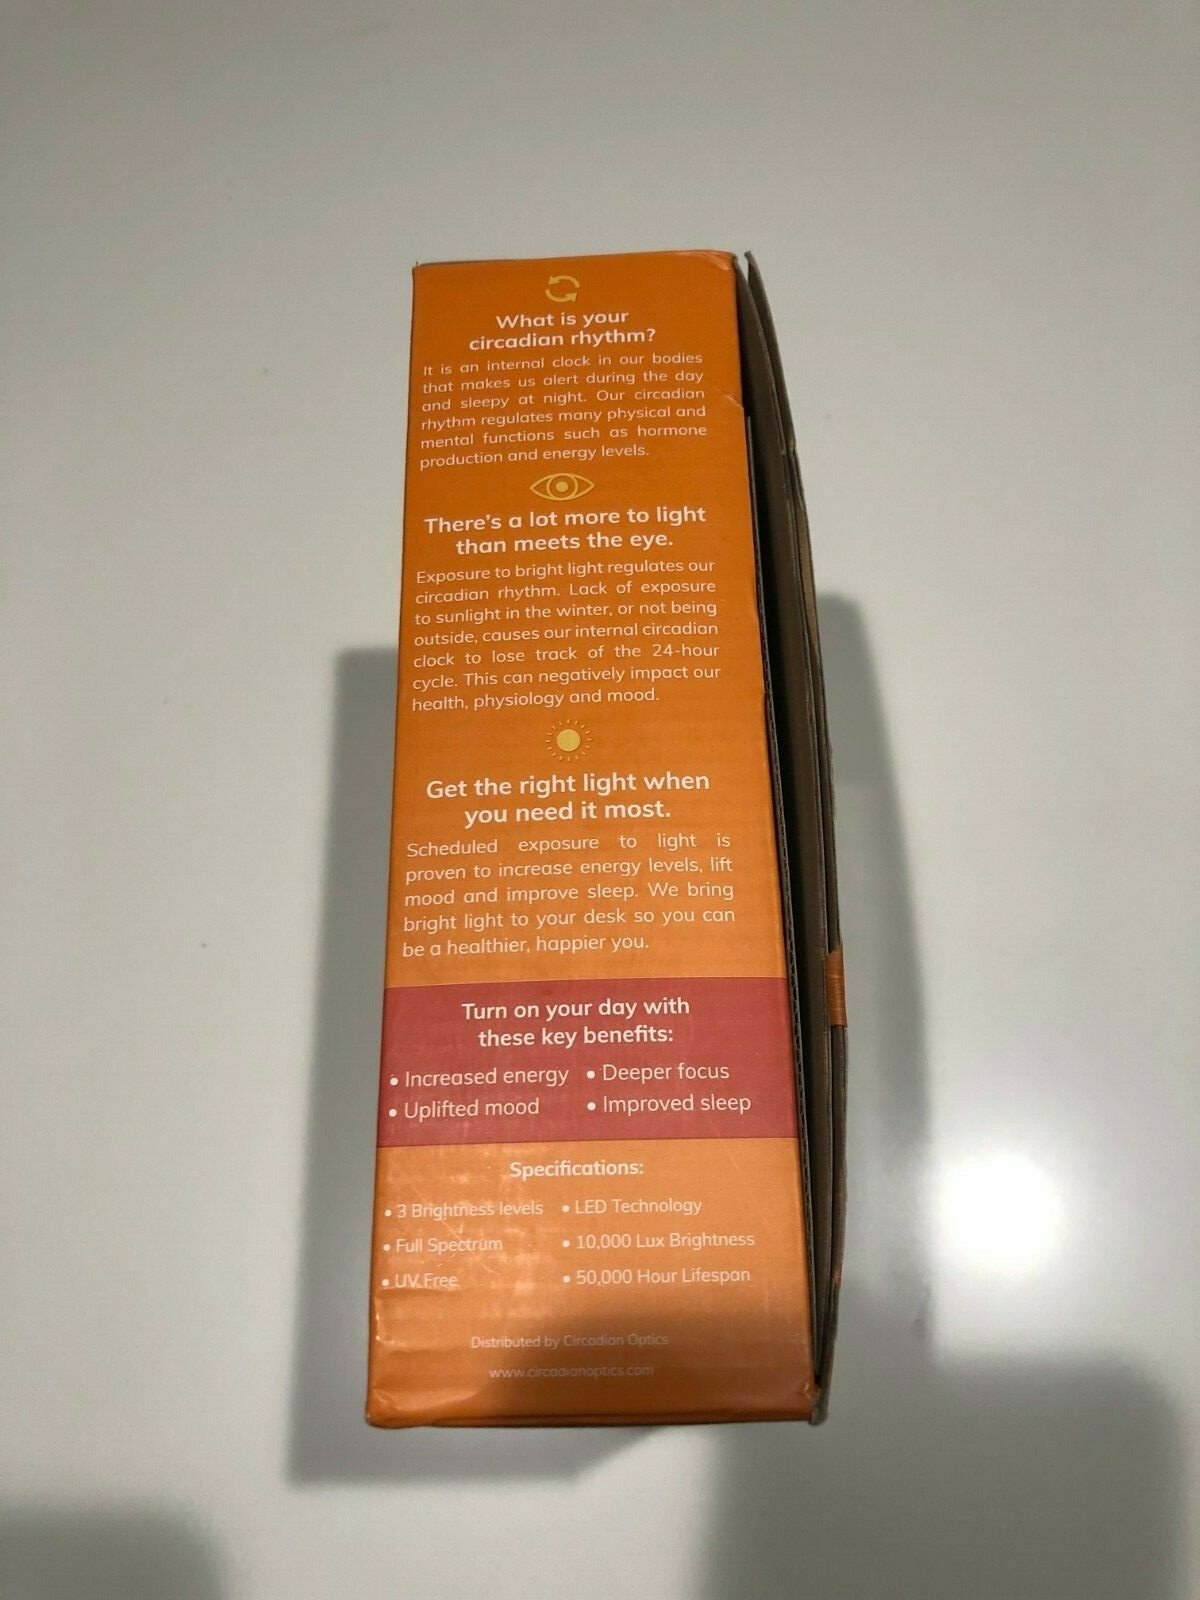 What is your
circadian rhythm?
It is an internal clock in our bodies
that makes us alert during the day
and sleepy at night. Our circadian
rhythm regulates many physical and
mental functions such as hormone
production and energy levels.
There's a lot more to light
than meets the eye.
Exposure to bright light regulates our
circadian rhythm. Lack of exposure
to sunlight in the winter, or not being
outside, causes our internal circadian
clock to lose track of the 24-hour
cycle. This can negatively impact our
health, physiology and mood.
Get the right light when
you need it most.
Scheduled exposure to light is
proven to increase energy levels, lift
mood and improve sleep. We bring
bright light to your desk so you can
be a healthier, happier you.
Turn on your day with
these key benefits:
• Increased energy • Deeper focus
• Uplifted mood • Improved sleep
Specifications:
• 3 Brightness levels • LED Technology
• Full Spectrum • 10,000 Lux Brightness
• UV Free • 50,000 Hour Lifespan
Distributed by Circadian Optics
www.circadianoptics.com